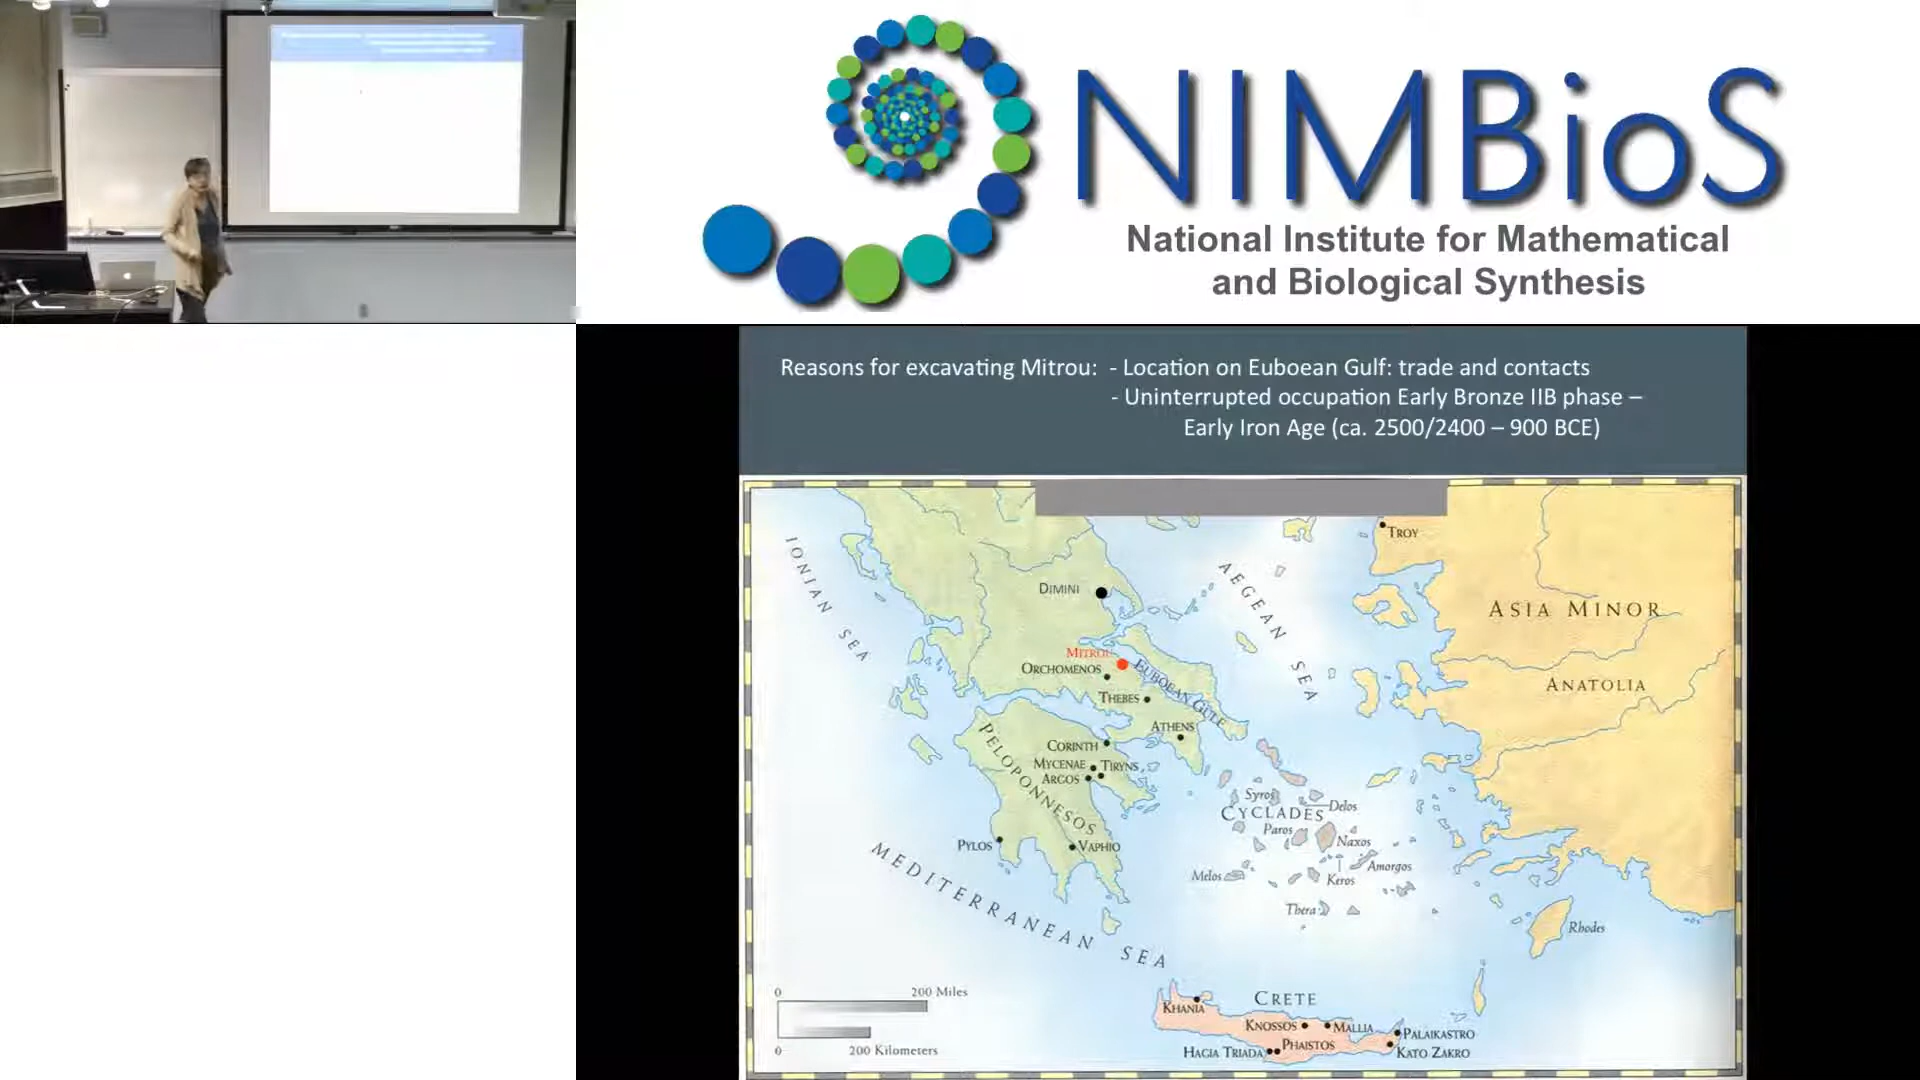 NIMBioS
National Institute for Mathematical
and Biological Synthesis
Reasons for excavating Mitrou: - Location on Euboean Gulf: trade and contacts
- Uninterrupted occupation Early Bronze IIB phase –
Early Iron Age (ca. 2500/2400 – 900 BCE)
IONIAN SEA
TROY
AEGEAN SEA
DIMINI
ASIA MINOR
MITROU
ORCHOMENOS
EUBOEAN GULF
ANATOLIA
THEBES
ATHENS
PELOPONNESOS
CORINTH
MYCENAE
TIRYNS
ARGOS
Syros
Delos
CYCLADES
Paros
Naxos
PYLOS
VAPHIO
Amorgos
Melos
Keros
MEDITERRANEAN SEA
Thera
Rhodes
0 200 Miles
0 200 Kilometers
CRETE
KHANIA
KNOSSOS
MALLIA
PALAIKASTRO
HAGIA TRIADA
PHAISTOS
KATO ZAKRO